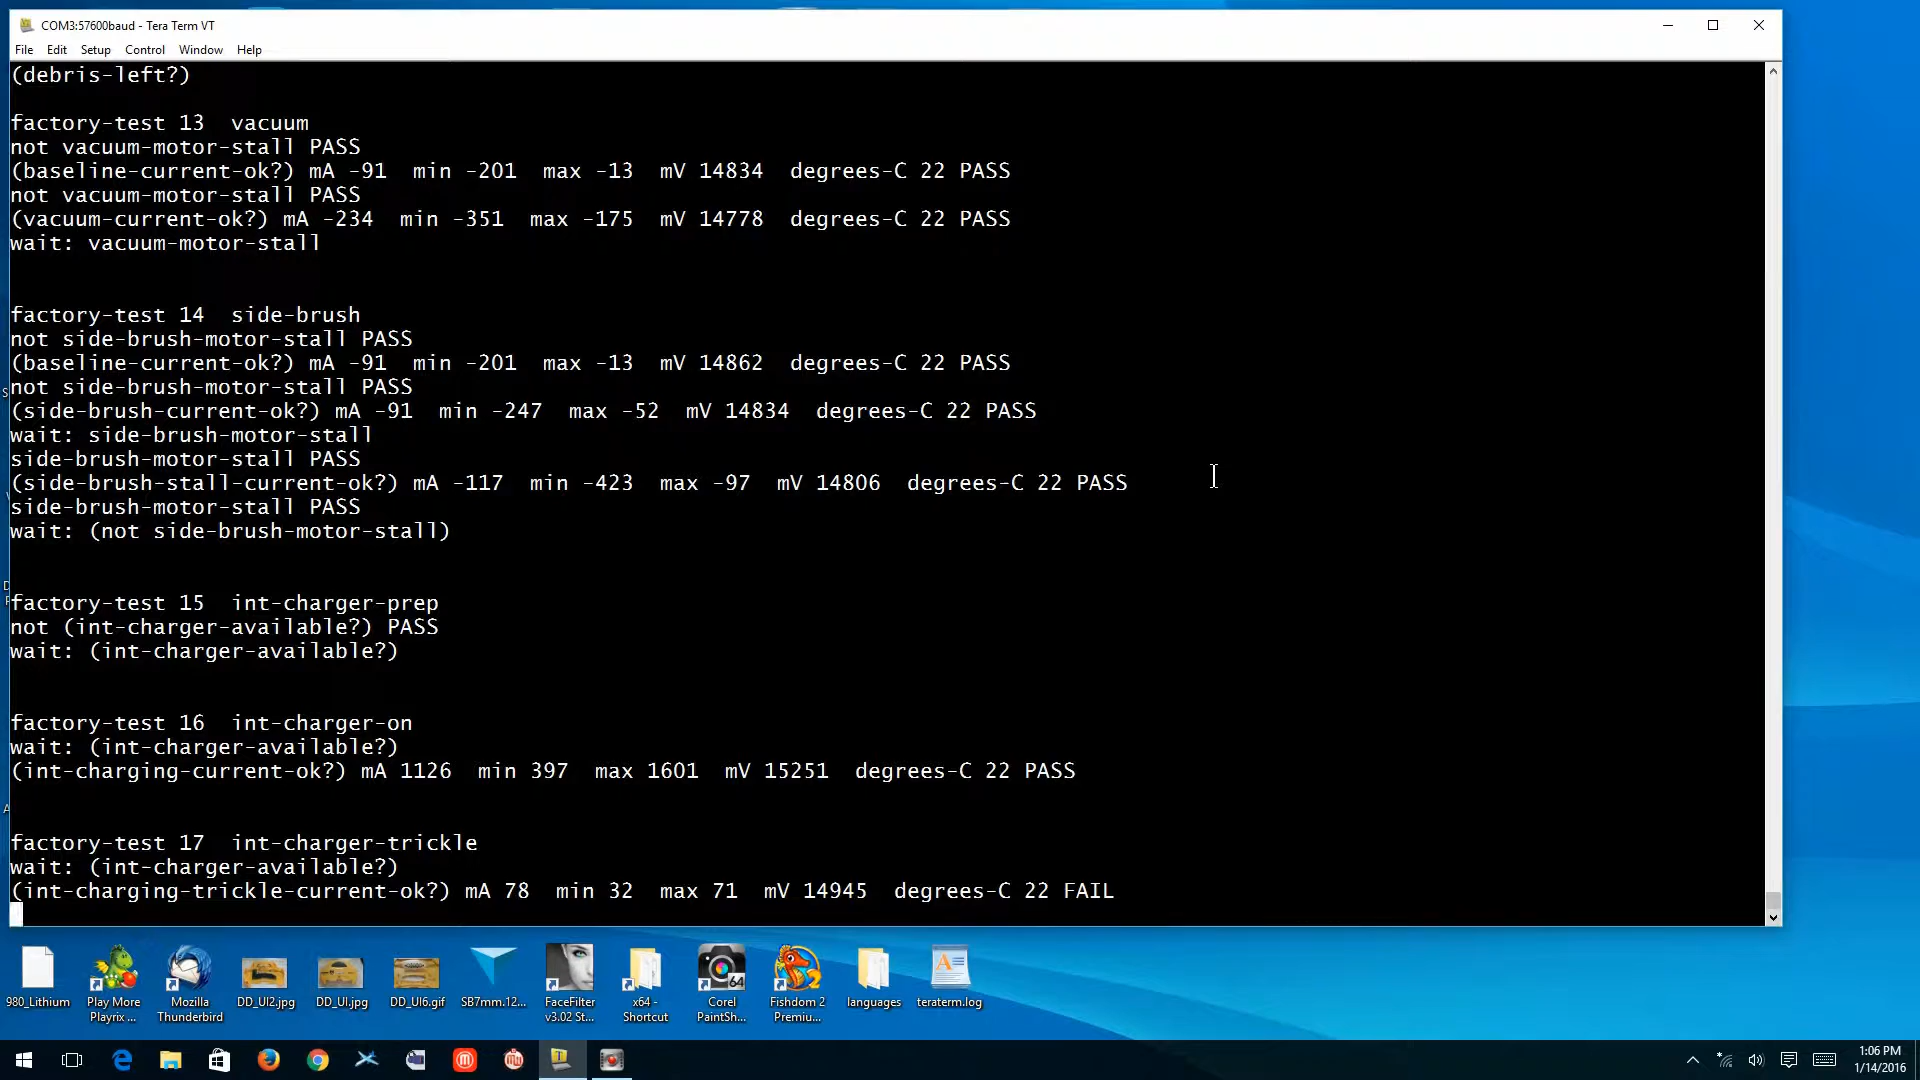 COM3:57600baud - Tera Term VT
File Edit Setup Control Window Help
(debris-left?)
factory-test 13  vacuum
not vacuum-motor-stall PASS
(baseline-current-ok?) mA -91  min -201  max -13  mV 14834  degrees-C 22 PASS
not vacuum-motor-stall PASS
(vacuum-current-ok?) mA -234  min -351  max -175  mV 14778  degrees-C 22 PASS
wait: vacuum-motor-stall
factory-test 14  side-brush
not side-brush-motor-stall PASS
(baseline-current-ok?) mA -91  min -201  max -13  mV 14862  degrees-C 22 PASS
not side-brush-motor-stall PASS
(side-brush-current-ok?) mA -91  min -247  max -52  mV 14834  degrees-C 22 PASS
wait: side-brush-motor-stall
side-brush-motor-stall PASS
(side-brush-stall-current-ok?) mA -117  min -423  max -97  mV 14806  degrees-C 22 PASS
side-brush-motor-stall PASS
wait: (not side-brush-motor-stall)
factory-test 15  int-charger-prep
not (int-charger-available?) PASS
wait: (int-charger-available?)
factory-test 16  int-charger-on
wait: (int-charger-available?)
(int-charging-current-ok?) mA 1126  min 397  max 1601  mV 15251  degrees-C 22 PASS
factory-test 17  int-charger-trickle
wait: (int-charger-available?)
(int-charging-trickle-current-ok?) mA 78  min 32  max 71  mV 14945  degrees-C 22 FAIL
980_Lithium
Play More Playrix ...
Mozilla Thunderbird
DD_UI2.jpg
DD_UI.jpg
DD_UI6.gif
SB7mm.12...
FaceFilter v3.02 St...
x64 - Shortcut
64
Corel PaintSh...
Fishdom 2 Premiu...
languages
teraterm.log
1:06 PM
1/14/2016